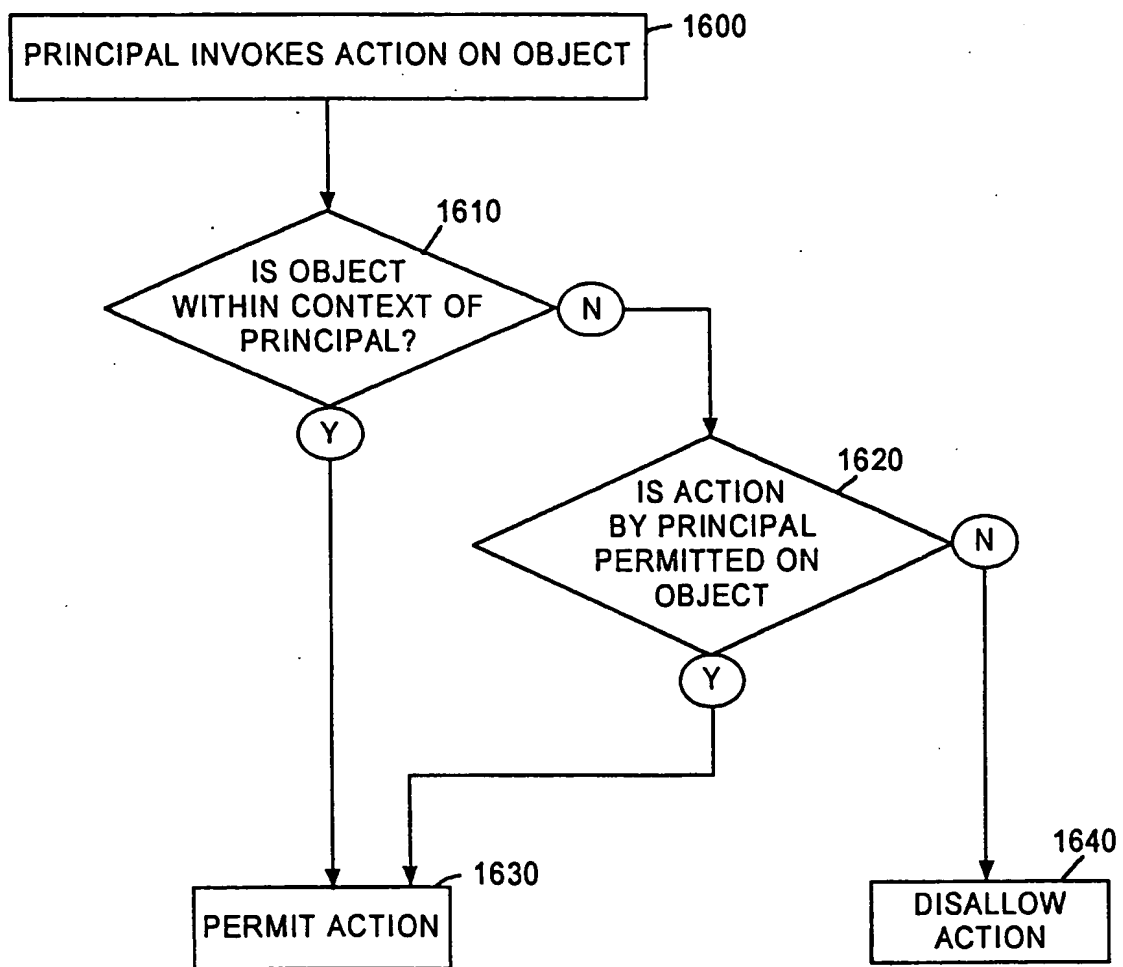 1600
PRINCIPAL INVOKES ACTION ON OBJECT
1610
IS OBJECT
WITHIN CONTEXT OF
PRINCIPAL?
N
Y
1620
IS ACTION
BY PRINCIPAL
PERMITTED ON
OBJECT
N
Y
1630
PERMIT ACTION
1640
DISALLOW
ACTION